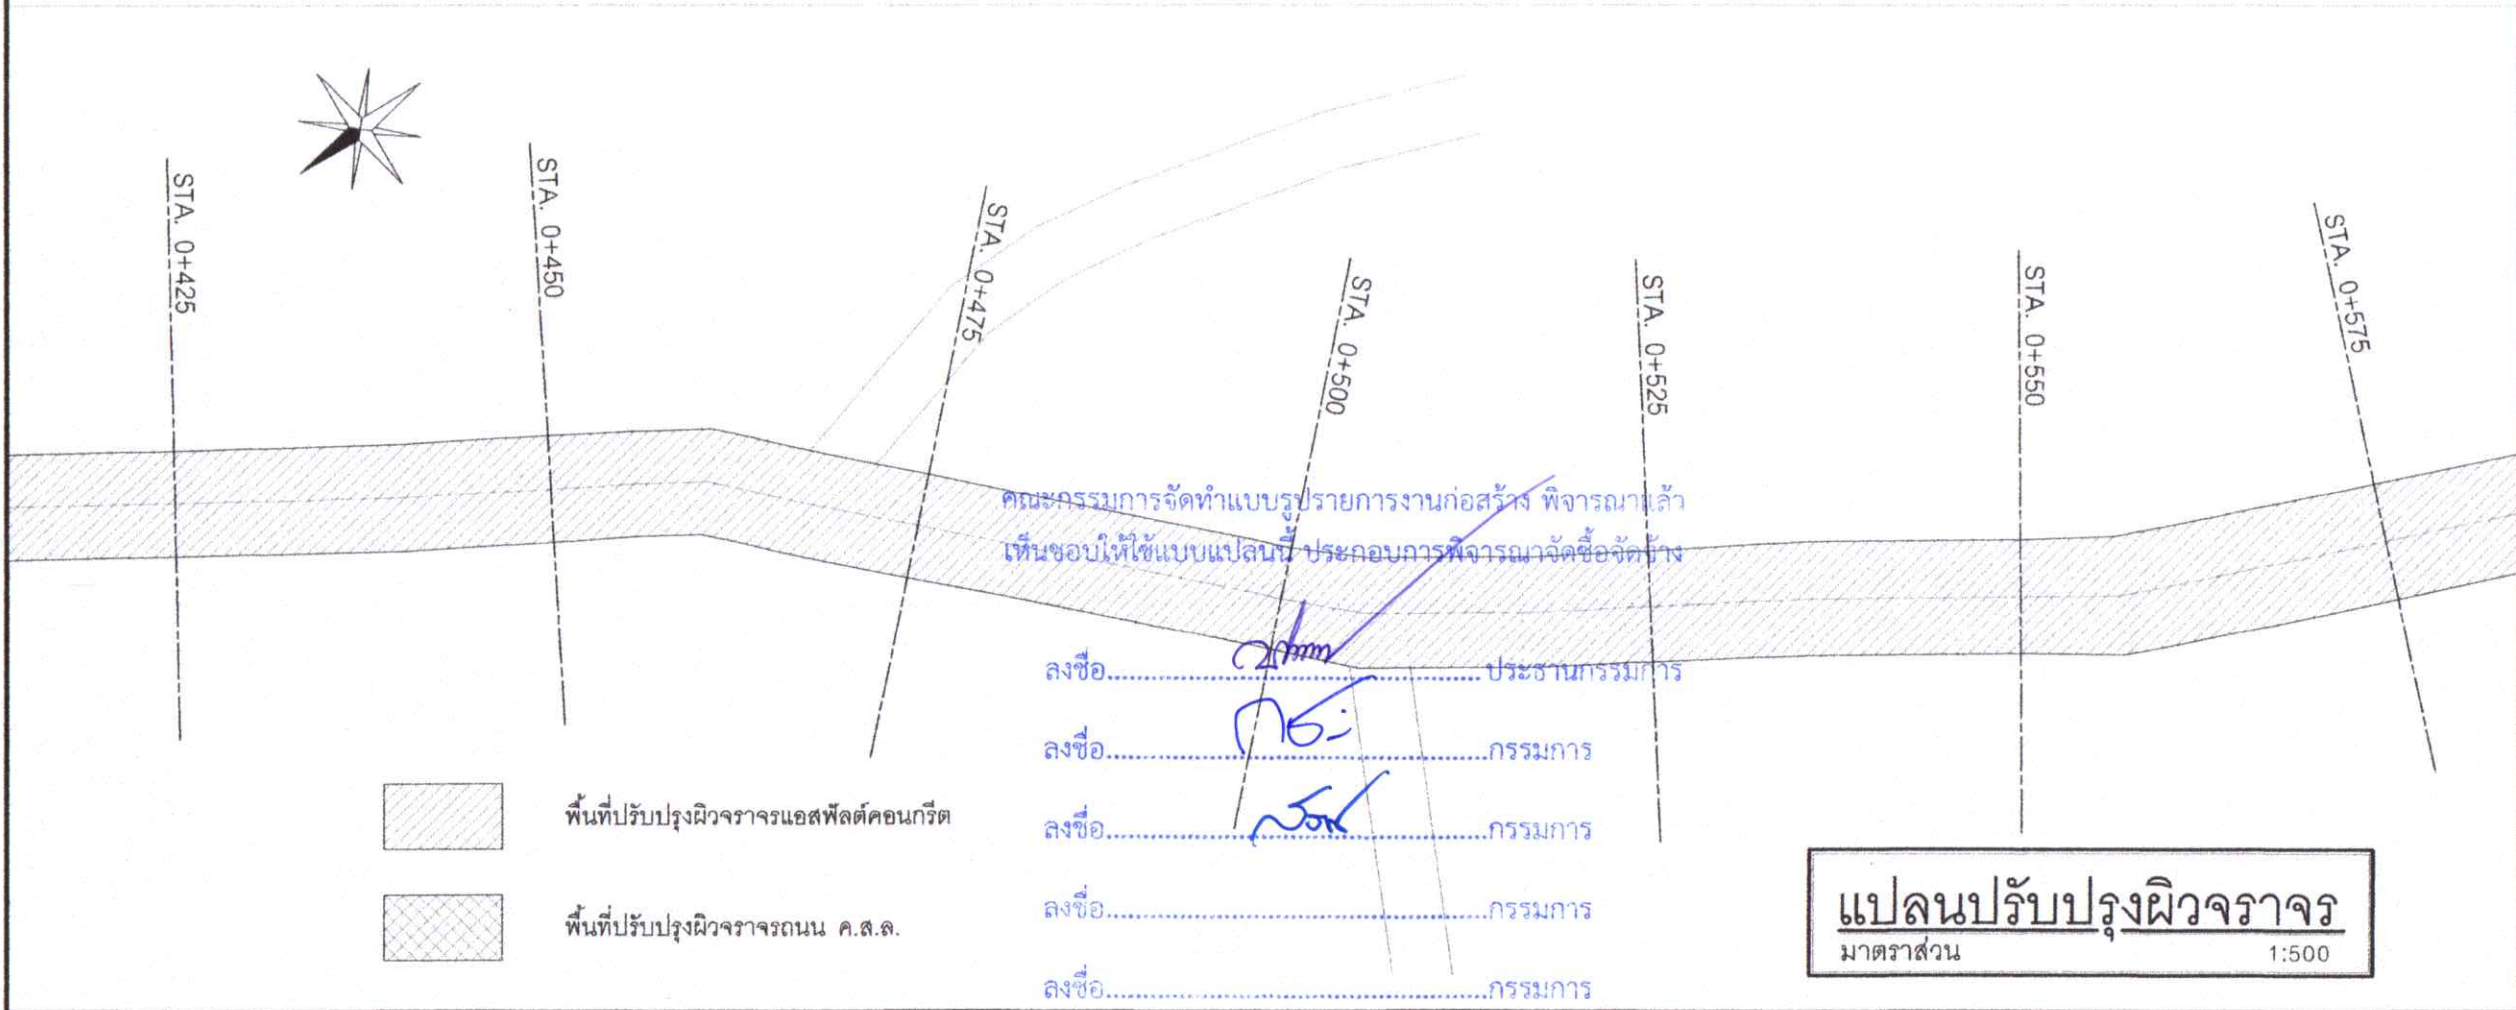 STA. 0+425
STA. 0+450
STA. 0+475
STA. 0+500
STA. 0+525
STA. 0+550
STA. 0+575
คณะกรรมการจัดทำแบบรูปรายการงานก่อสร้าง พิจารณาแล้ว
เห็นชอบให้ใช้แบบแปลนนี้ ประกอบการพิจารณาจัดซื้อจัดจ้าง
ลงชื่อ............................................................ประธานกรรมการ
ลงชื่อ............................................................กรรมการ
ลงชื่อ............................................................กรรมการ
ลงชื่อ............................................................กรรมการ
ลงชื่อ............................................................กรรมการ
พื้นที่ปรับปรุงผิวจราจรแอสฟัลต์คอนกรีต
พื้นที่ปรับปรุงผิวจราจรถนน ค.ส.ล.
แปลนปรับปรุงผิวจราจร
มาตราส่วน 1:500